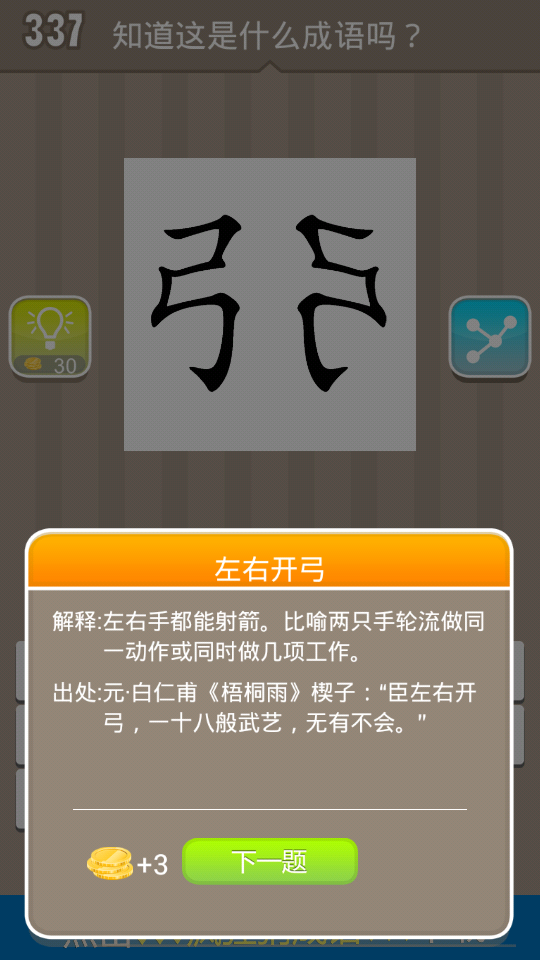 337 知道这是什么成语吗？
弓
30
左右开弓
解释:左右手都能射箭。比喻两只手轮流做同
一动作或同时做几项工作。
出处:元·白仁甫《梧桐雨》楔子：“臣左右开
弓，一十八般武艺，无有不会。”
+3 下一题